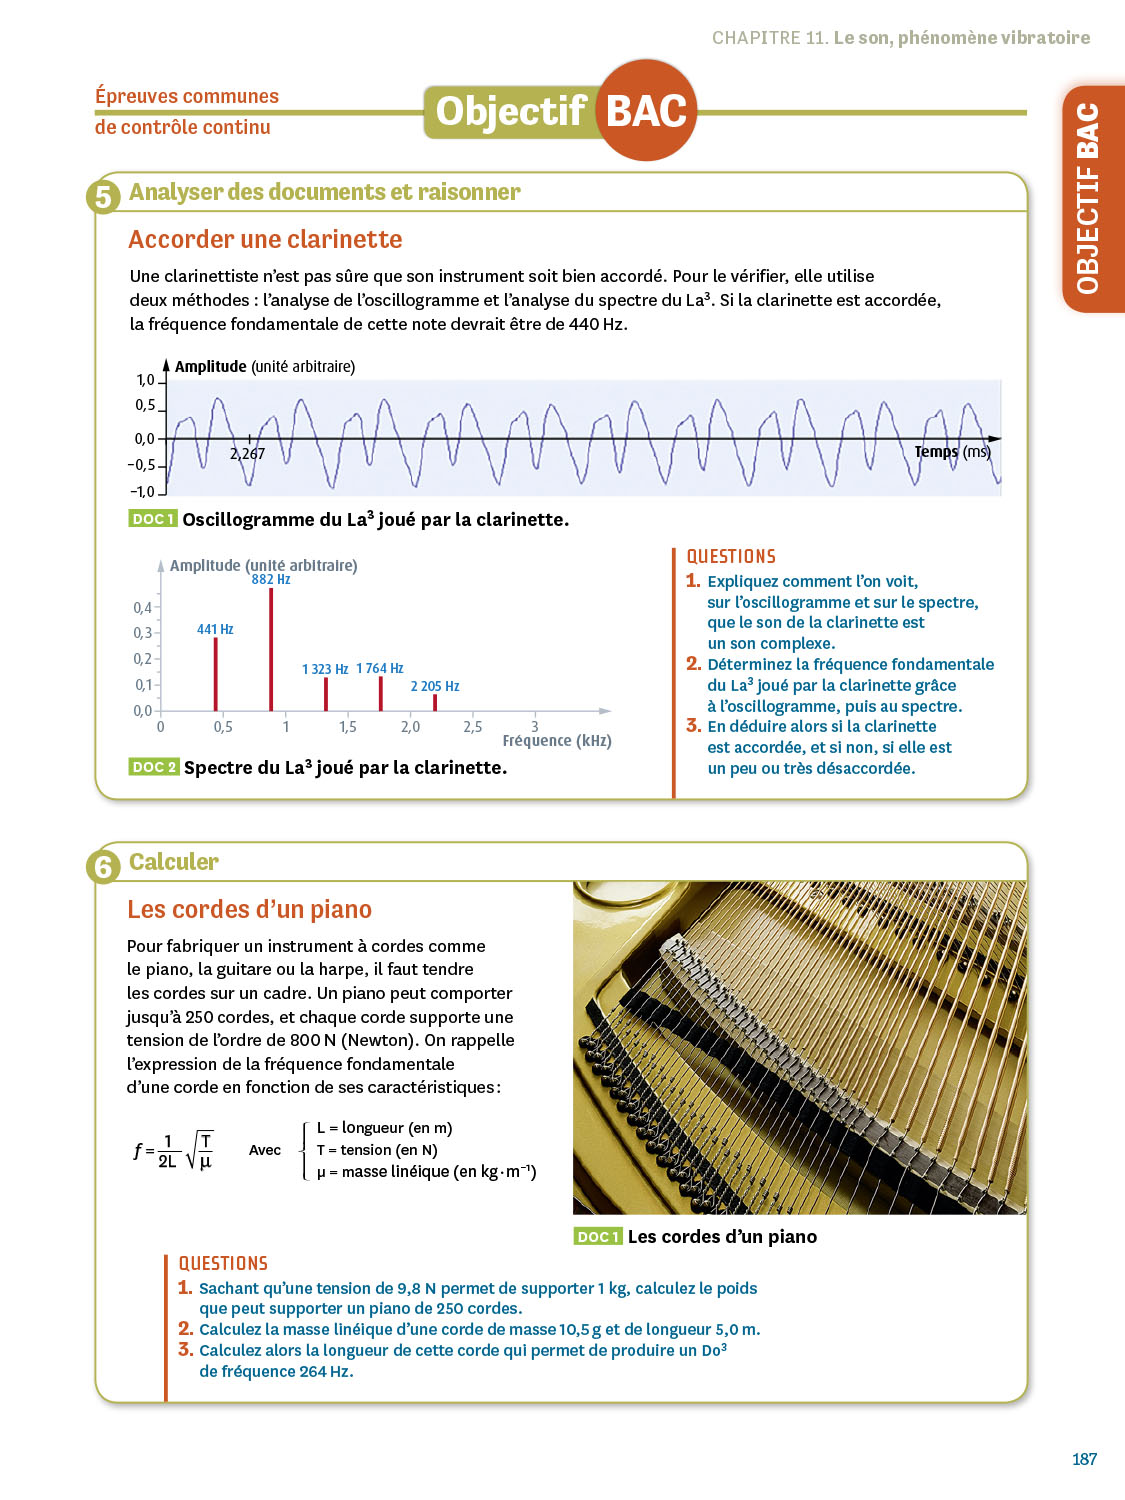 CHAPITRE 11. Le son, phénomène vibratoire
Épreuves communes
de contrôle continu
Objectif BAC
OBJECTIF BAC
5 Analyser des documents et raisonner
Accorder une clarinette
Une clarinettiste n'est pas sûre que son instrument soit bien accordé. Pour le vérifier, elle utilise
deux méthodes : l'analyse de l'oscillogramme et l'analyse du spectre du La³. Si la clarinette est accordée,
la fréquence fondamentale de cette note devrait être de 440 Hz.
Amplitude (unité arbitraire)
1,0
0,5
0,0
–0,5
–1,0
2,267
Temps (ms)
DOC 1 Oscillogramme du La³ joué par la clarinette.
Amplitude (unité arbitraire)
882 Hz
441 Hz
1 323 Hz 1 764 Hz
2 205 Hz
0,4
0,3
0,2
0,1
0,0
0 0,5 1 1,5 2,0 2,5 3
Fréquence (kHz)
DOC 2 Spectre du La³ joué par la clarinette.
QUESTIONS
1. Expliquez comment l'on voit,
sur l'oscillogramme et sur le spectre,
que le son de la clarinette est
un son complexe.
2. Déterminez la fréquence fondamentale
du La³ joué par la clarinette grâce
à l'oscillogramme, puis au spectre.
3. En déduire alors si la clarinette
est accordée, et si non, si elle est
un peu ou très désaccordée.
6 Calculer
Les cordes d'un piano
Pour fabriquer un instrument à cordes comme
le piano, la guitare ou la harpe, il faut tendre
les cordes sur un cadre. Un piano peut comporter
jusqu'à 250 cordes, et chaque corde supporte une
tension de l'ordre de 800 N (Newton). On rappelle
l'expression de la fréquence fondamentale
d'une corde en fonction de ses caractéristiques :
f = 1/2L √T/μ Avec
L = longueur (en m)
T = tension (en N)
μ = masse linéique (en kg·m⁻¹)
DOC 1 Les cordes d'un piano
QUESTIONS
1. Sachant qu'une tension de 9,8 N permet de supporter 1 kg, calculez le poids
que peut supporter un piano de 250 cordes.
2. Calculez la masse linéique d'une corde de masse 10,5 g et de longueur 5,0 m.
3. Calculez alors la longueur de cette corde qui permet de produire un Do³
de fréquence 264 Hz.
187